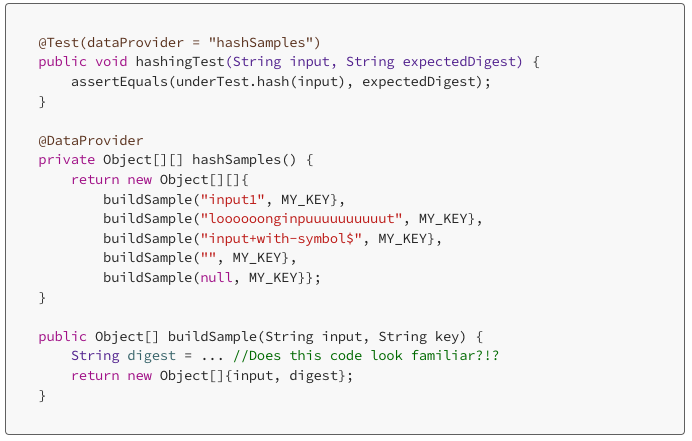 @Test(dataProvider = "hashSamples")
public void hashingTest(String input, String expectedDigest) {
    assertEquals(underTest.hash(input), expectedDigest);
}

@DataProvider
private Object[][] hashSamples() {
    return new Object[][]{
        buildSample("input1", MY_KEY},
        buildSample("loooooonginpuuuuuuuuuut", MY_KEY},
        buildSample("input+with-symbol$", MY_KEY},
        buildSample("", MY_KEY},
        buildSample(null, MY_KEY}};
}

public Object[] buildSample(String input, String key) {
    String digest = ... //Does this code look familiar?!?
    return new Object[]{input, digest};
}